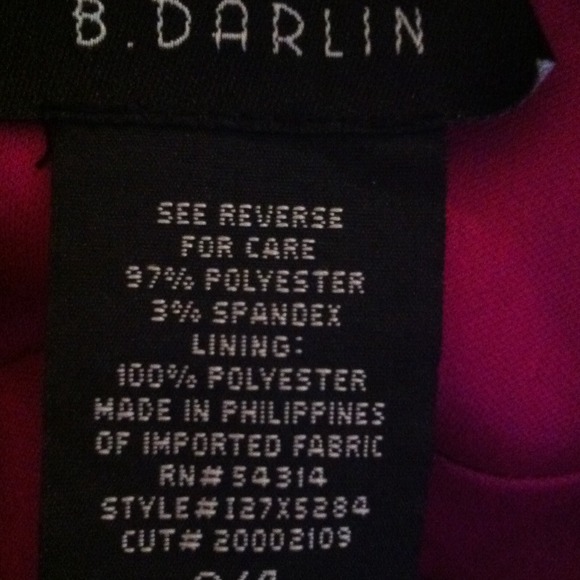 B.DARLIN
SEE REVERSE
FOR CARE
97% POLYESTER
3% SPANDEX
LINING:
100% POLYESTER
MADE IN PHILIPPINES
OF IMPORTED FABRIC
RN# 54314
STYLE# I27X5284
CUT# 20002109